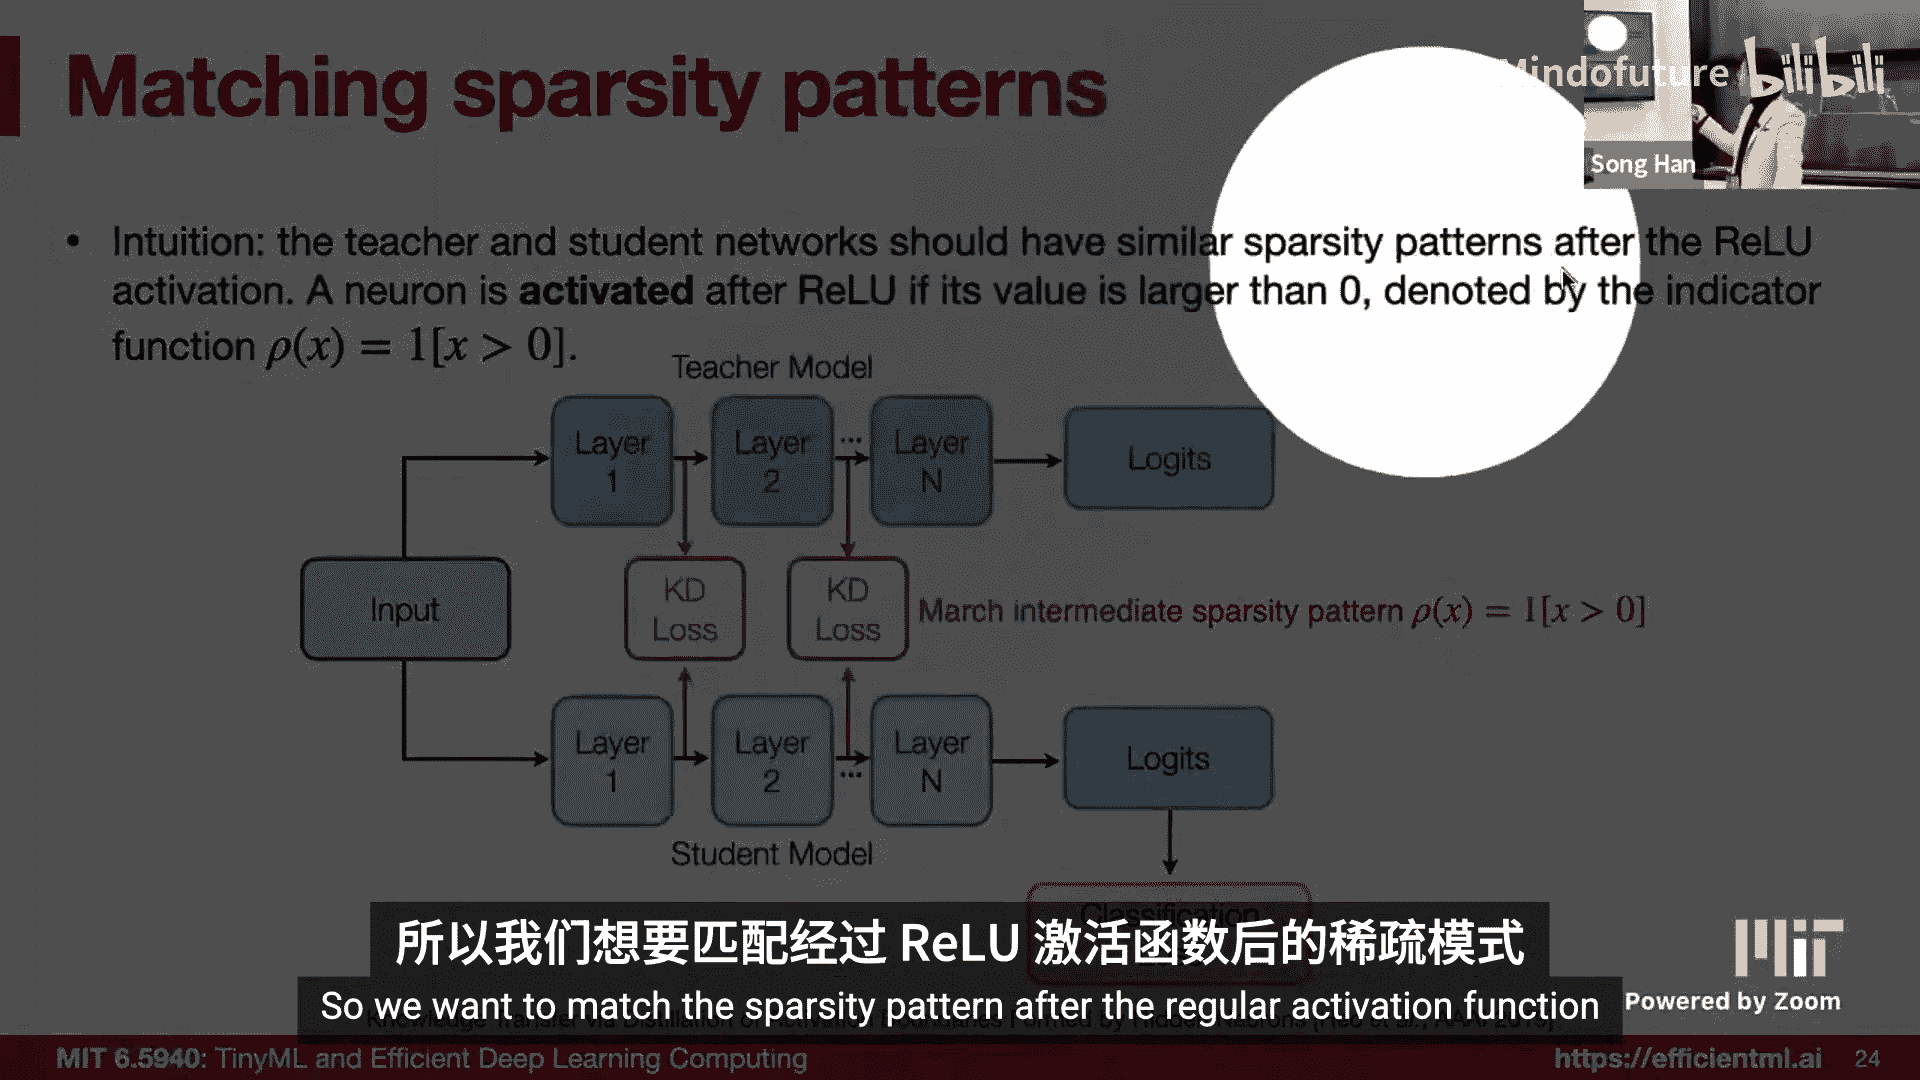 Matching sparsity patterns
Mindofuture bilibili
Song Han
• Intuition: the teacher and student networks should have similar sparsity patterns after the ReLU
activation. A neuron is activated after ReLU if its value is larger than 0, denoted by the indicator
function ρ(x) = 1[x > 0].
Teacher Model
Layer 1
Layer 2
...
Layer N
Logits
Input
KD Loss
KD Loss
March intermediate sparsity pattern ρ(x) = 1[x > 0]
Layer 1
Layer 2
...
Layer N
Logits
Student Model
Classification
所以我们想要匹配经过 ReLU 激活函数后的稀疏模式
So we want to match the sparsity pattern after the regular activation function
MIT
Powered by Zoom
MIT 6.5940: TinyML and Efficient Deep Learning Computing
https://efficientml.ai
24